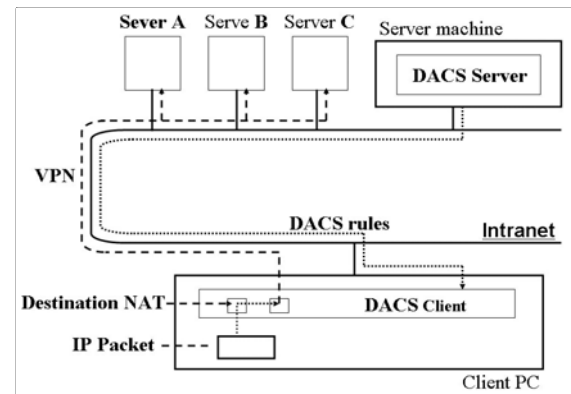 Sever A
Serve B
Server C
Server machine
DACS Server
VPN
DACS rules
Intranet
Destination NAT
DACS Client
IP Packet
Client PC